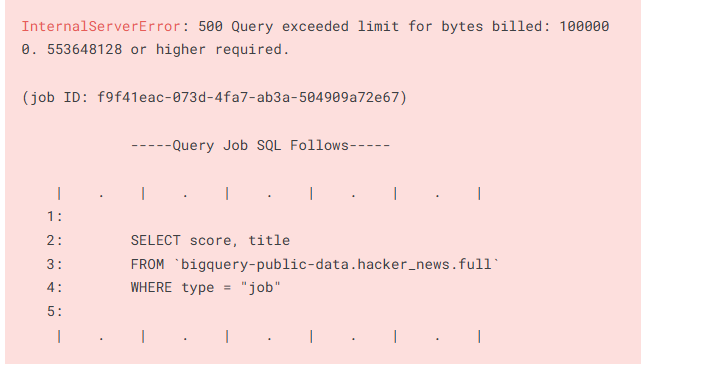 InternalServerError: 500 Query exceeded limit for bytes billed: 100000
0. 553648128 or higher required.
(job ID: f9f41eac-073d-4fa7-ab3a-504909a72e67)
-----Query Job SQL Follows-----
| . | . | . | . | . |
1:
2: SELECT score, title
3: FROM `bigquery-public-data.hacker_news.full`
4: WHERE type = "job"
5:
| . | . | . | . | . |